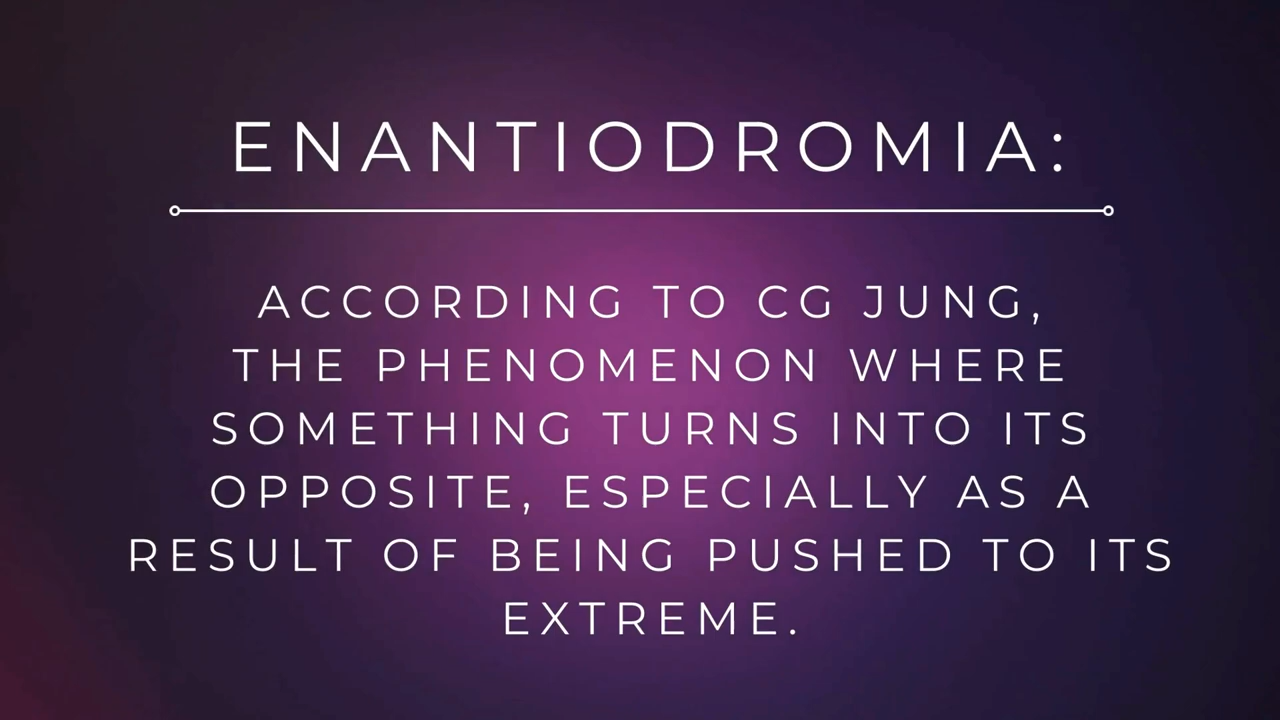 ENANTIODROMIA:
ACCORDING TO CG JUNG,
THE PHENOMENON WHERE
SOMETHING TURNS INTO ITS
OPPOSITE, ESPECIALLY AS A
RESULT OF BEING PUSHED TO ITS
EXTREME.